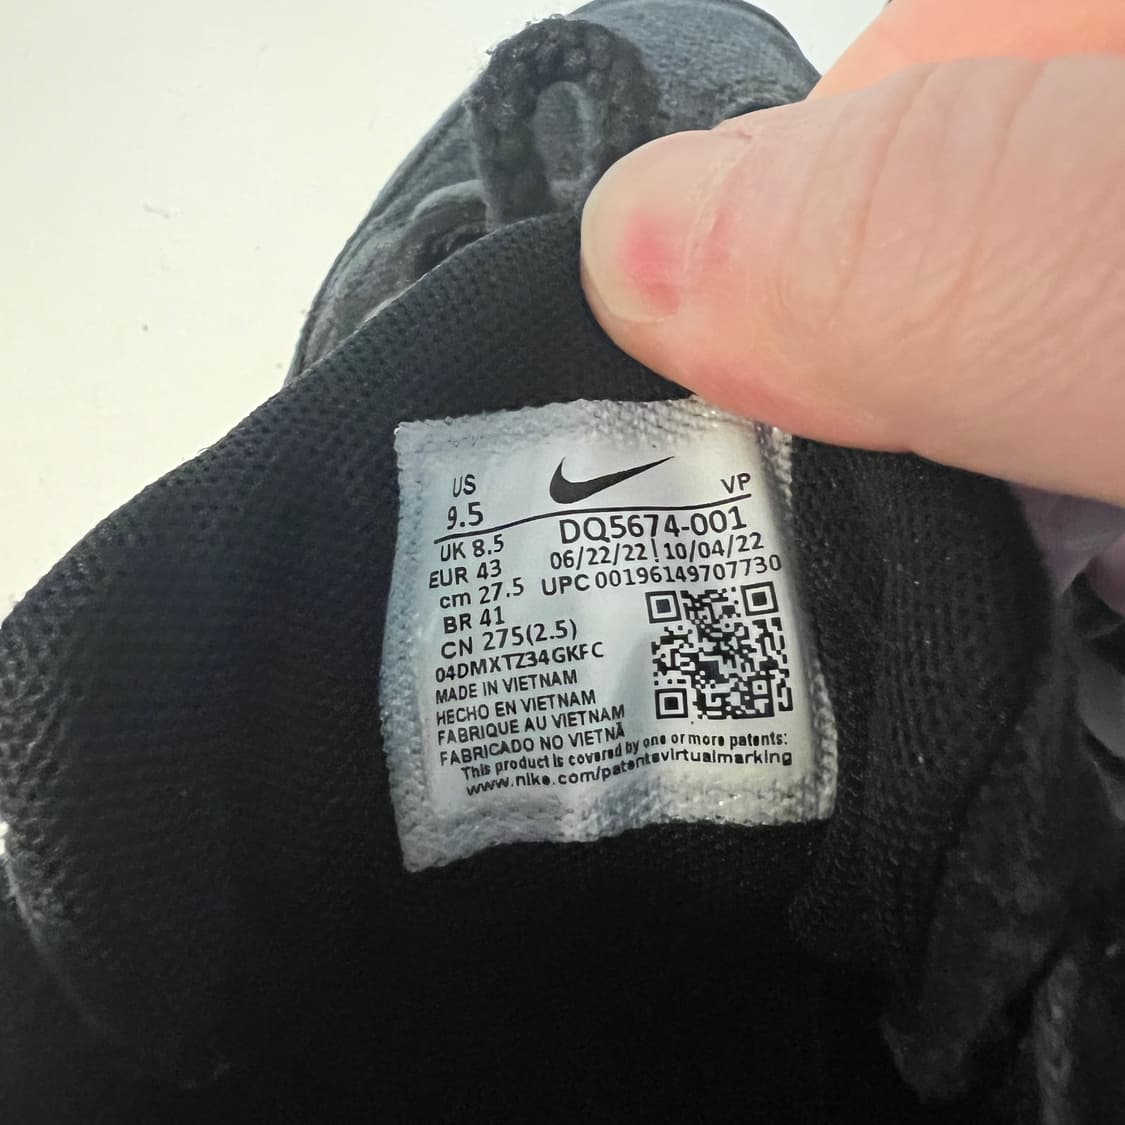 US
9.5
VP
DQ5674-001
UK 8.5
06/22/22 10/04/22
EUR 43
UPC 00196149707730
cm 27.5
BR 41
CN 275(2.5)
04DMXTZ34GKFC
MADE IN VIETNAM
HECHO EN VIETNAM
FABRIQUE AU VIETNAM
FABRICADO NO VIETNÃ
This product is covered by one or more patents:
www.nike.com/patentsvirtualmarking